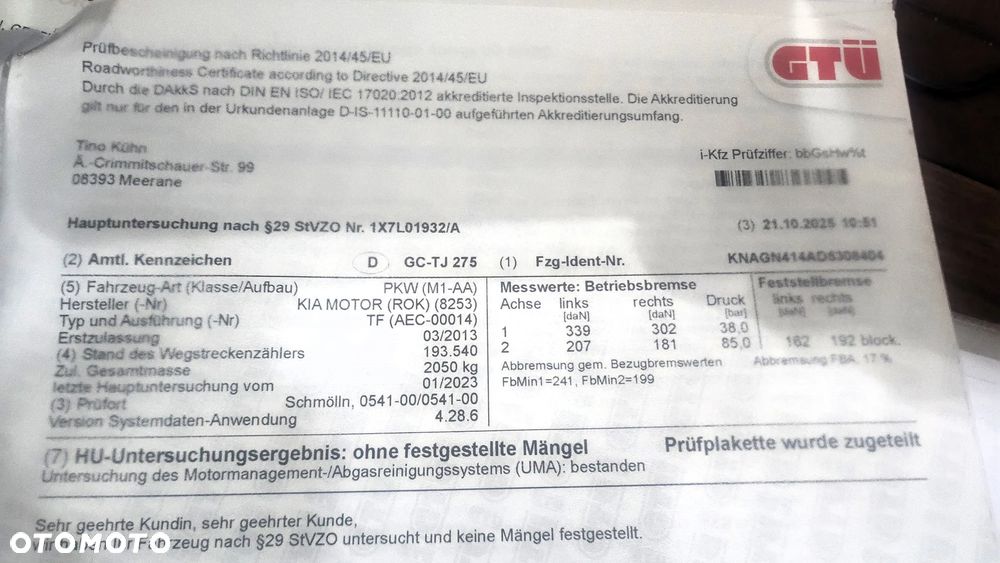 Prüfbescheinigung nach Richtlinie 2014/45/EU
Roadworthiness Certificate according to Directive 2014/45/EU
Durch die DAkkS nach DIN EN ISO/ IEC 17020:2012 akkreditierte Inspektionsstelle. Die Akkreditierung
gilt nur für den in der Urkundenanlage D-IS-11110-01-00 aufgeführten Akkreditierungsumfang.
GTÜ
Tino Kühn
Ä.-Crimmitschauer-Str. 99
08393 Meerane
i-Kfz Prüfziffer:
Hauptuntersuchung nach §29 StVZO Nr. 1X7L01932/A
(3) 21.10.2025 10:51
(2) Amtl. Kennzeichen D GC-TJ 275 (1) Fzg-Ident-Nr.
(5) Fahrzeug-Art (Klasse/Aufbau) PKW (M1-AA)
Hersteller (-Nr) KIA MOTOR (ROK) (8253)
Typ und Ausführung (-Nr) TF (AEC-00014)
Erstzulassung 03/2013
(4) Stand des Wegstreckenzählers 193.540
Zul. Gesamtmasse 2050 kg
letzte Hauptuntersuchung vom 01/2023
(3) Prüfort Schmölln, 0541-00/0541-00
Version Systemdaten-Anwendung 4.28.6
Messwerte: Betriebsbremse Feststellbremse
Achse links rechts Druck links rechts
[daN] [daN] [bar] [daN] [daN]
1 339 302 38,0
2 207 181 85,0 162 192 block.
Abbremsung gem. Bezugbremswerten Abbremsung FBA, 17 %
FbMin1=241, FbMin2=199
(7) HU-Untersuchungsergebnis: ohne festgestellte Mängel Prüfplakette wurde zugeteilt
Untersuchung des Motormanagement-/Abgasreinigungssystems (UMA): bestanden
Sehr geehrte Kundin, sehr geehrter Kunde,
wir haben Ihr Fahrzeug nach §29 StVZO untersucht und keine Mängel festgestellt.
OTOMOTO